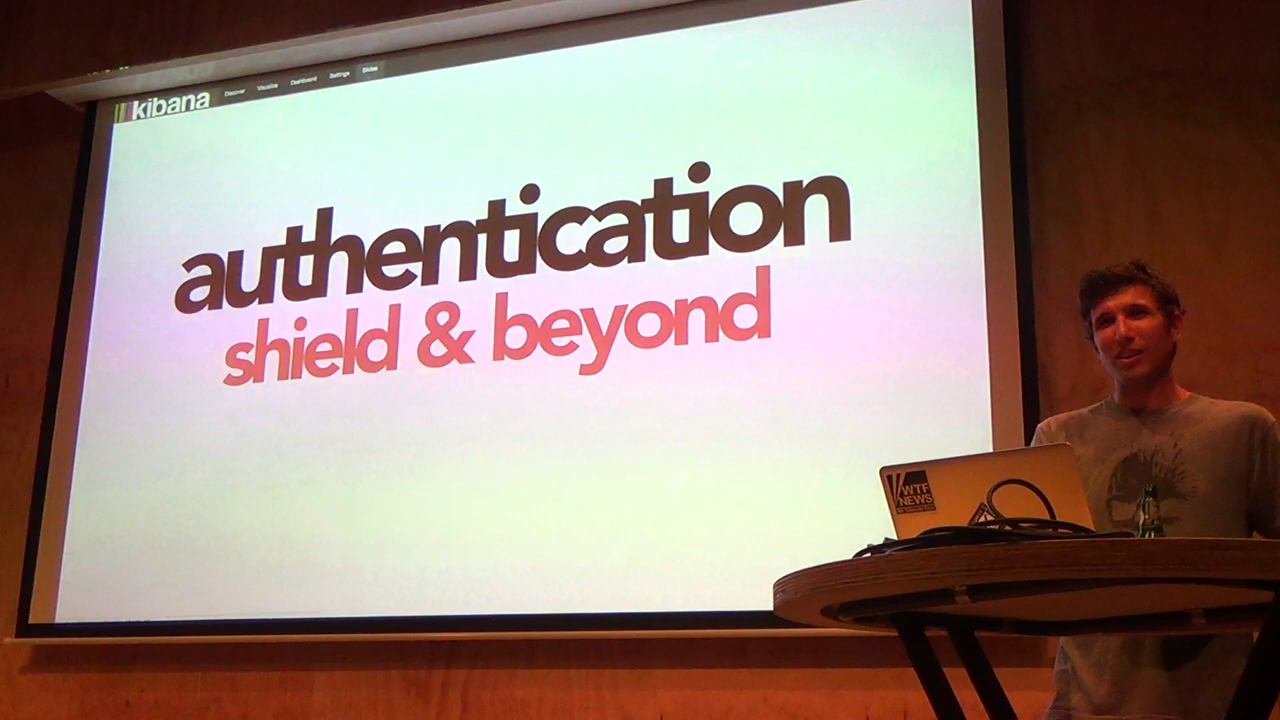 kibana Discover Visualize Dashboard Settings Slides
authentication
shield & beyond
WTF
NEWS